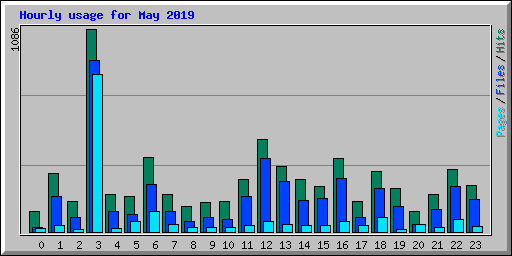 Hourly usage for May 2019
1086
Pages / Files / Hits
0 1 2 3 4 5 6 7 8 9 10 11 12 13 14 15 16 17 18 19 20 21 22 23